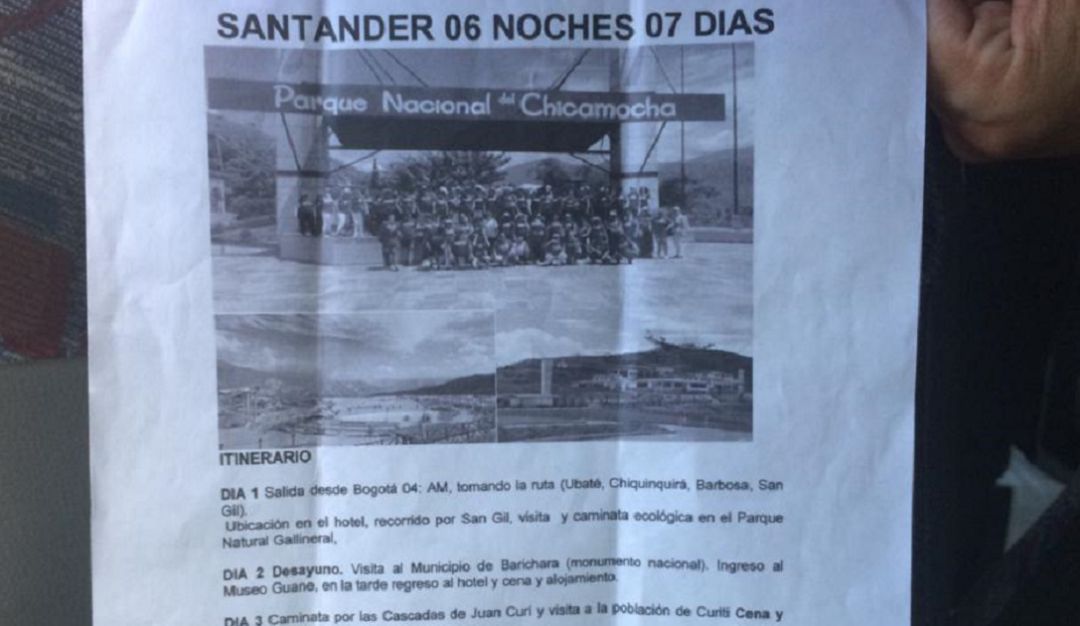 SANTANDER 06 NOCHES 07 DIAS
Parque Nacional del Chicamocha
ITINERARIO
DIA 1 Salida desde Bogotá 04: AM, tomando la ruta (Ubaté, Chiquinquirá, Barbosa, San
Gil).
Ubicación en el hotel, recorrido por San Gil, visita y caminata ecológica en el Parque
Natural Gallineral,
DIA 2 Desayuno. Visita al Municipio de Barichara (monumento nacional). Ingreso al
Museo Guane, en la tarde regreso al hotel y cena y alojamiento.
DIA 3 Caminata por las Cascadas de Juan Curi y visita a la población de Curiti Cena y